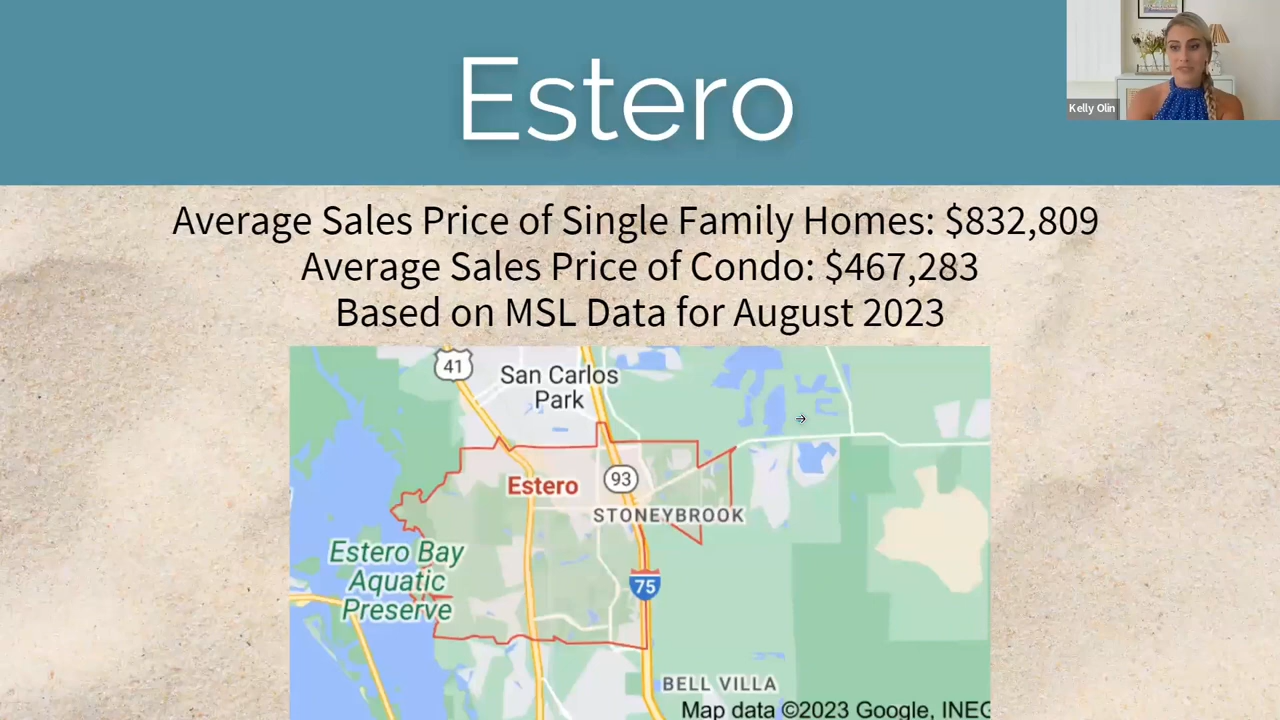 Estero
Kelly Olin
Average Sales Price of Single Family Homes: $832,809
Average Sales Price of Condo: $467,283
Based on MSL Data for August 2023
41
San Carlos
Park
Estero
93
STONEYBROOK
Estero Bay
Aquatic
Preserve
75
BELL VILLA
Map data ©2023 Google, INEG